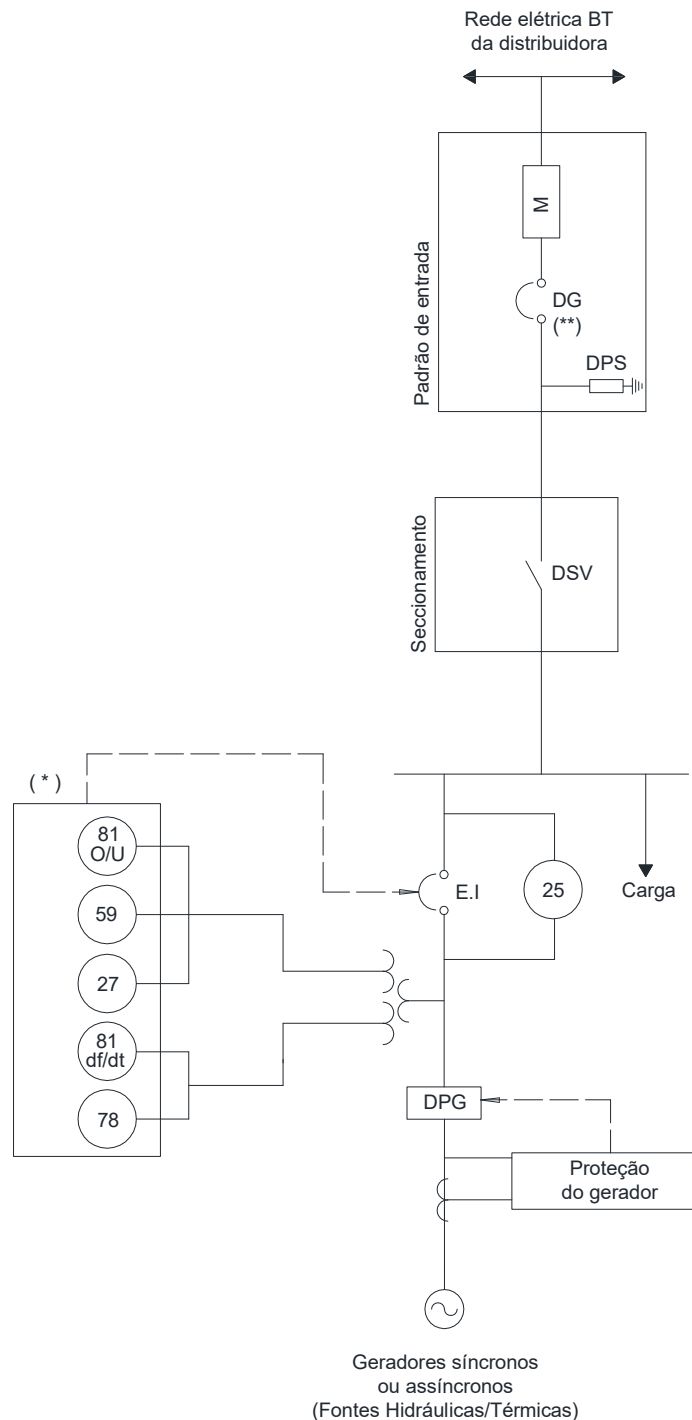 Rede elétrica BT
da distribuidora
Padrão de entrada
M
DG
(**)
DPS
Seccionamento
DSV
( * )
81
O/U
59
27
81
df/dt
78
E.I
25
Carga
DPG
Proteção
do gerador
Geradores síncronos
ou assíncronos
(Fontes Hidráulicas/Térmicas)